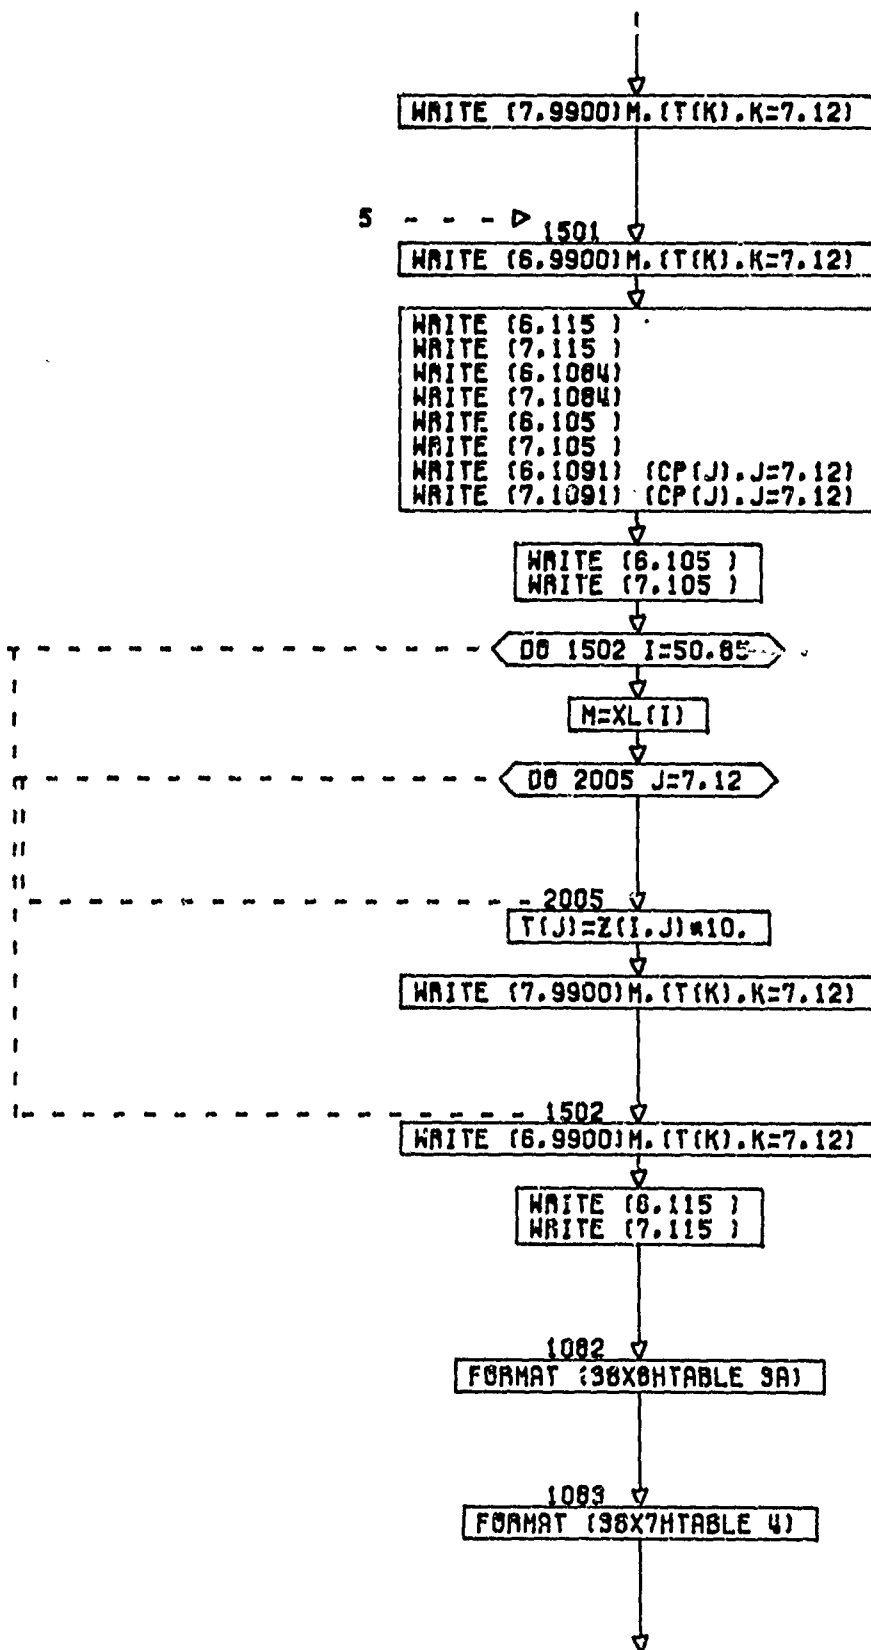 WRITE (7.9900)M.(T(K).K=7.12)
5
1501
WRITE (6.9900)M.(T(K).K=7.12)
WRITE (6.115 )
WRITE (7.115 )
WRITE (6.1084)
WRITE (7.1084)
WRITE (6.105 )
WRITE (7.105 )
WRITE (6.1091) (CP(J).J=7.12)
WRITE (7.1091) (CP(J).J=7.12)
WRITE (6.105 )
WRITE (7.105 )
DO 1502 I=50.85
M=XL(I)
DO 2005 J=7.12
2005
T(J)=Z(I.J)*10.
WRITE (7.9900)M.(T(K).K=7.12)
1502
WRITE (6.9900)M.(T(K).K=7.12)
WRITE (6.115 )
WRITE (7.115 )
1082
FORMAT (38X8HTABLE 3A)
1083
FORMAT (38X7HTABLE 4)